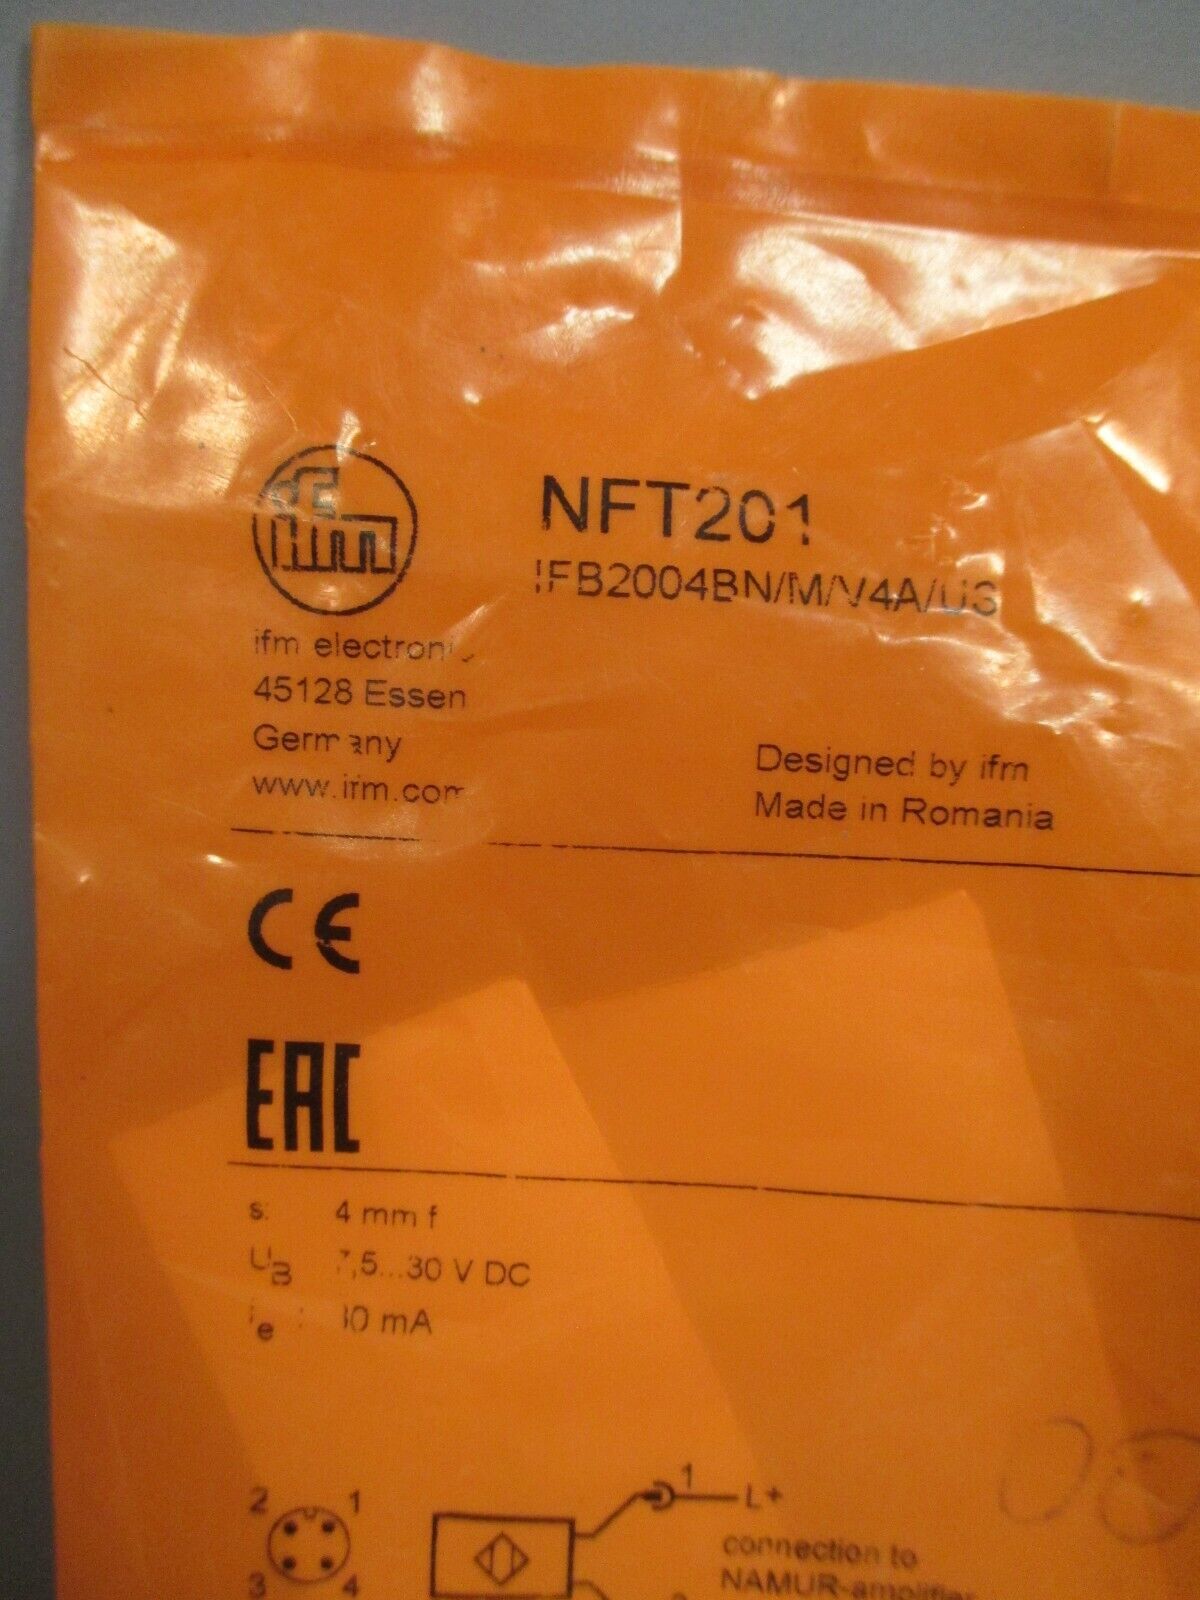 ifm
NFT201
IFB2004BN/M/V4A/US
ifm electronic
45128 Essen
Germany
www.ifm.com
Designed by ifm
Made in Romania
CE
EAC
s: 4 mm f
UB 7,5...30 V DC
Ie : mA
2 1
3 4
1 L+
connection to
NAMUR-amplifier